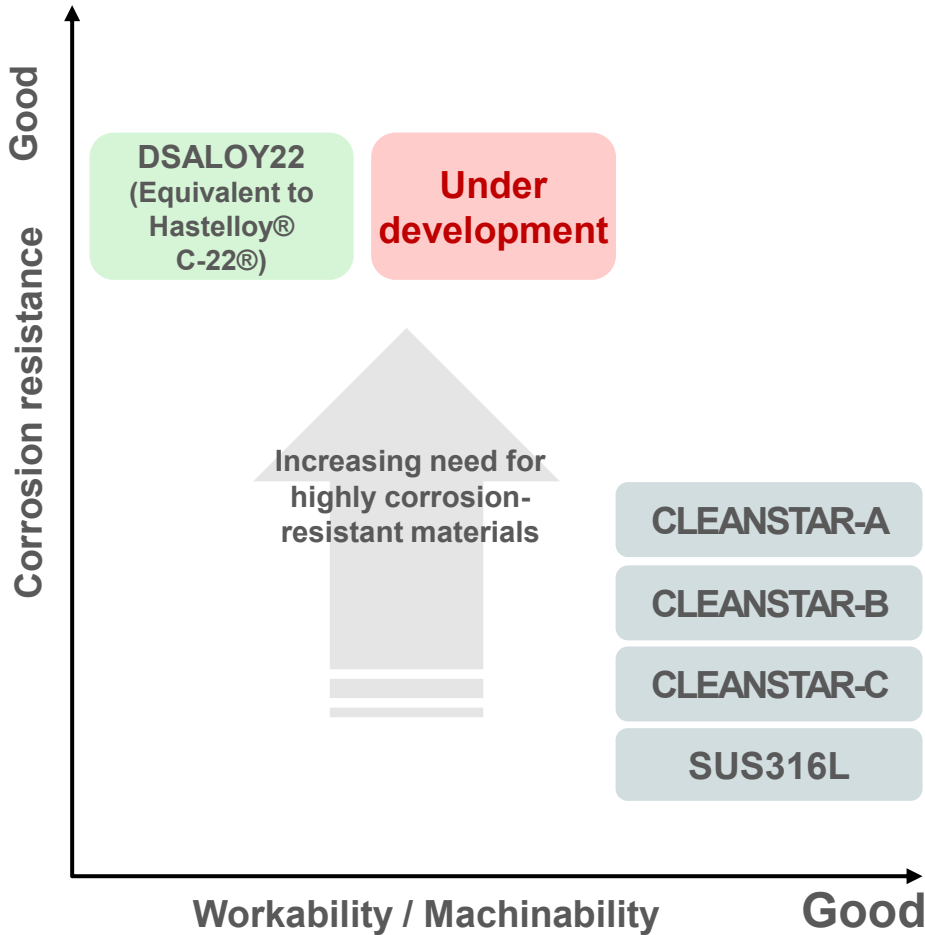 Good
Corrosion resistance
DSALOY22
(Equivalent to
Hastelloy®
C-22®)
Under
development
Increasing need for
highly corrosion-
resistant materials
CLEANSTAR-A
CLEANSTAR-B
CLEANSTAR-C
SUS316L
Workability / Machinability
Good